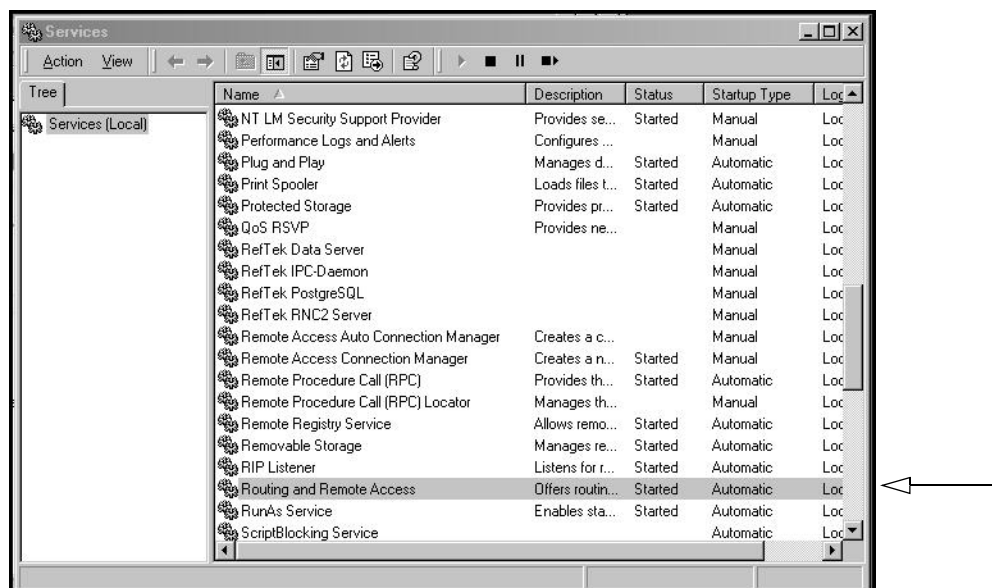 Services
Action View
Tree
Name Description Status Startup Type Log
Services (Local)
NT LM Security Support Provider Provides se... Started Manual Loc
Performance Logs and Alerts Configures ... Manual Loc
Plug and Play Manages d... Started Automatic Loc
Print Spooler Loads files t... Started Automatic Loc
Protected Storage Provides pr... Started Automatic Loc
QoS RSVP Provides ne... Manual Loc
RefTek Data Server Manual Loc
RefTek IPC-Daemon Manual Loc
RefTek PostgreSQL Manual Loc
RefTek RNC2 Server Manual Loc
Remote Access Auto Connection Manager Creates a c... Manual Loc
Remote Access Connection Manager Creates a n... Started Manual Loc
Remote Procedure Call (RPC) Provides th... Started Automatic Loc
Remote Procedure Call (RPC) Locator Manages th... Manual Loc
Remote Registry Service Allows remo... Started Automatic Loc
Removable Storage Manages re... Started Automatic Loc
RIP Listener Listens for r... Started Automatic Loc
Routing and Remote Access Offers routin... Started Automatic Loc
RunAs Service Enables sta... Started Automatic Loc
ScriptBlocking Service Automatic Loc